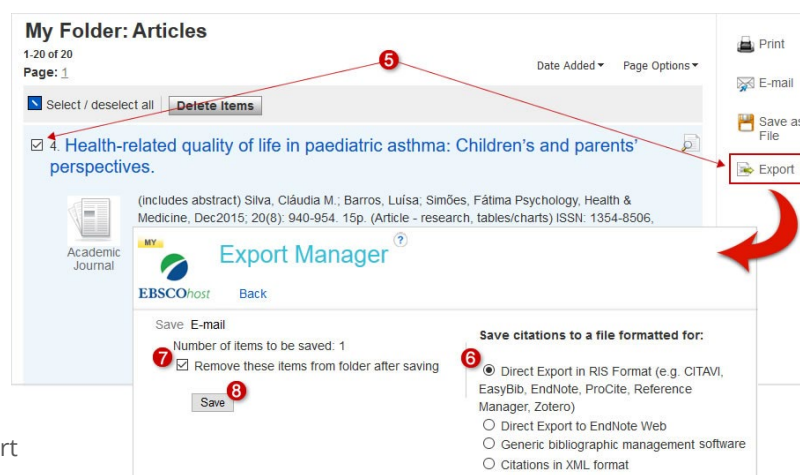 My Folder: Articles
1-20 of 20
Page: 1
5
Date Added
Page Options
Select / deselect all
Delete Items
4. Health-related quality of life in paediatric asthma: Children's and parents'
perspectives.
(includes abstract) Silva, Cláudia M.; Barros, Luísa; Simões, Fátima Psychology, Health &
Medicine, Dec2015; 20(8): 940-954. 15p. (Article - research, tables/charts) ISSN: 1354-8506,
Academic
Journal
Print
E-mail
Save as
File
Export
MY
EBSCOhost
Export Manager
?
Back
Save E-mail
Number of items to be saved: 1
7
Remove these items from folder after saving
8
Save
Save citations to a file formatted for:
6
Direct Export in RIS Format (e.g. CITAVI,
EasyBib, EndNote, ProCite, Reference
Manager, Zotero)
Direct Export to EndNote Web
Generic bibliographic management software
Citations in XML format